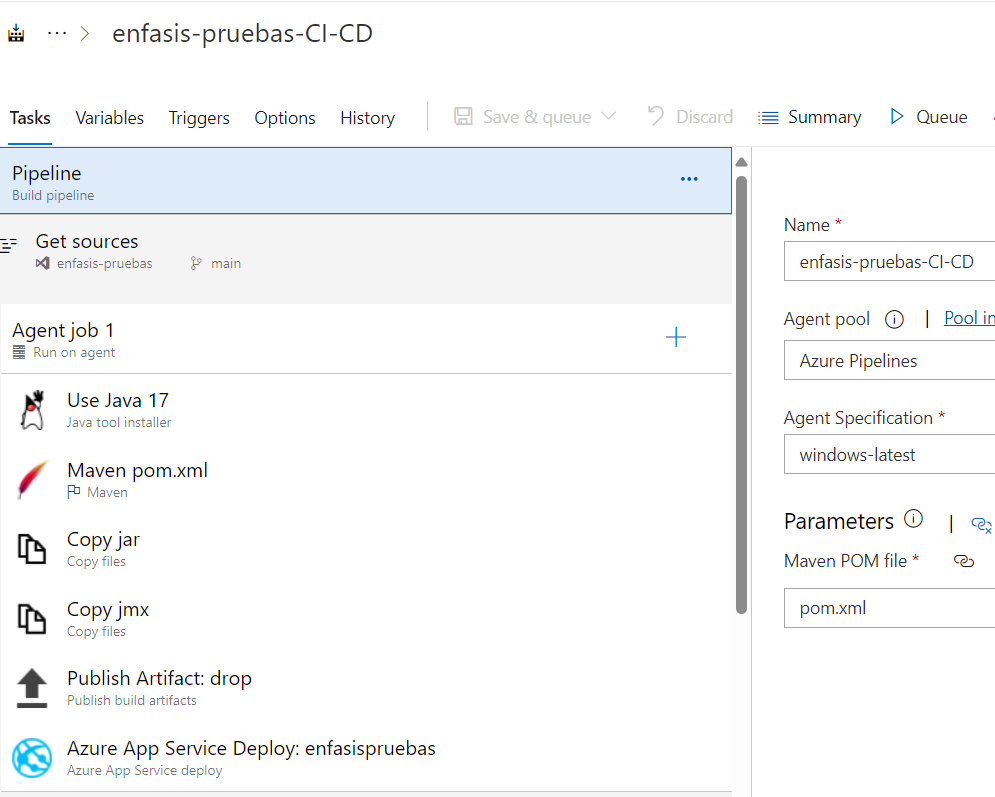 ··· > enfasis-pruebas-CI-CD
Tasks Variables Triggers Options History Save & queue Discard Summary Queue
Pipeline
Build pipeline
Get sources
enfasis-pruebas main
Agent job 1
Run on agent
Use Java 17
Java tool installer
Maven pom.xml
Maven
Copy jar
Copy files
Copy jmx
Copy files
Publish Artifact: drop
Publish build artifacts
Azure App Service Deploy: enfasispruebas
Azure App Service deploy
Name *
enfasis-pruebas-CI-CD
Agent pool | Pool in
Azure Pipelines
Agent Specification *
windows-latest
Parameters |
Maven POM file *
pom.xml